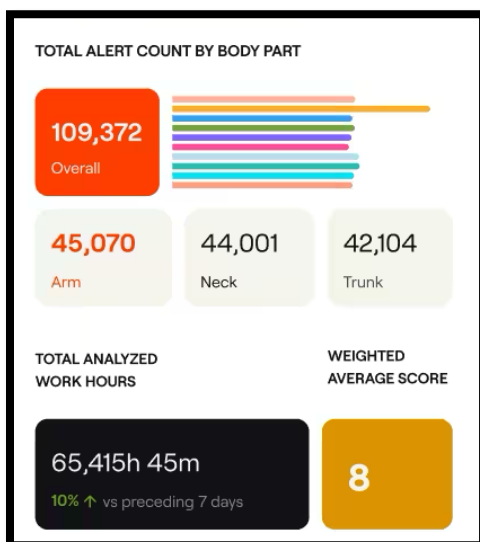 TOTAL ALERT COUNT BY BODY PART
109,372
Overall
45,070
Arm
44,001
Neck
42,104
Trunk
TOTAL ANALYZED
WORK HOURS
WEIGHTED
AVERAGE SCORE
65,415h 45m
10% ↑ vs preceding 7 days
8